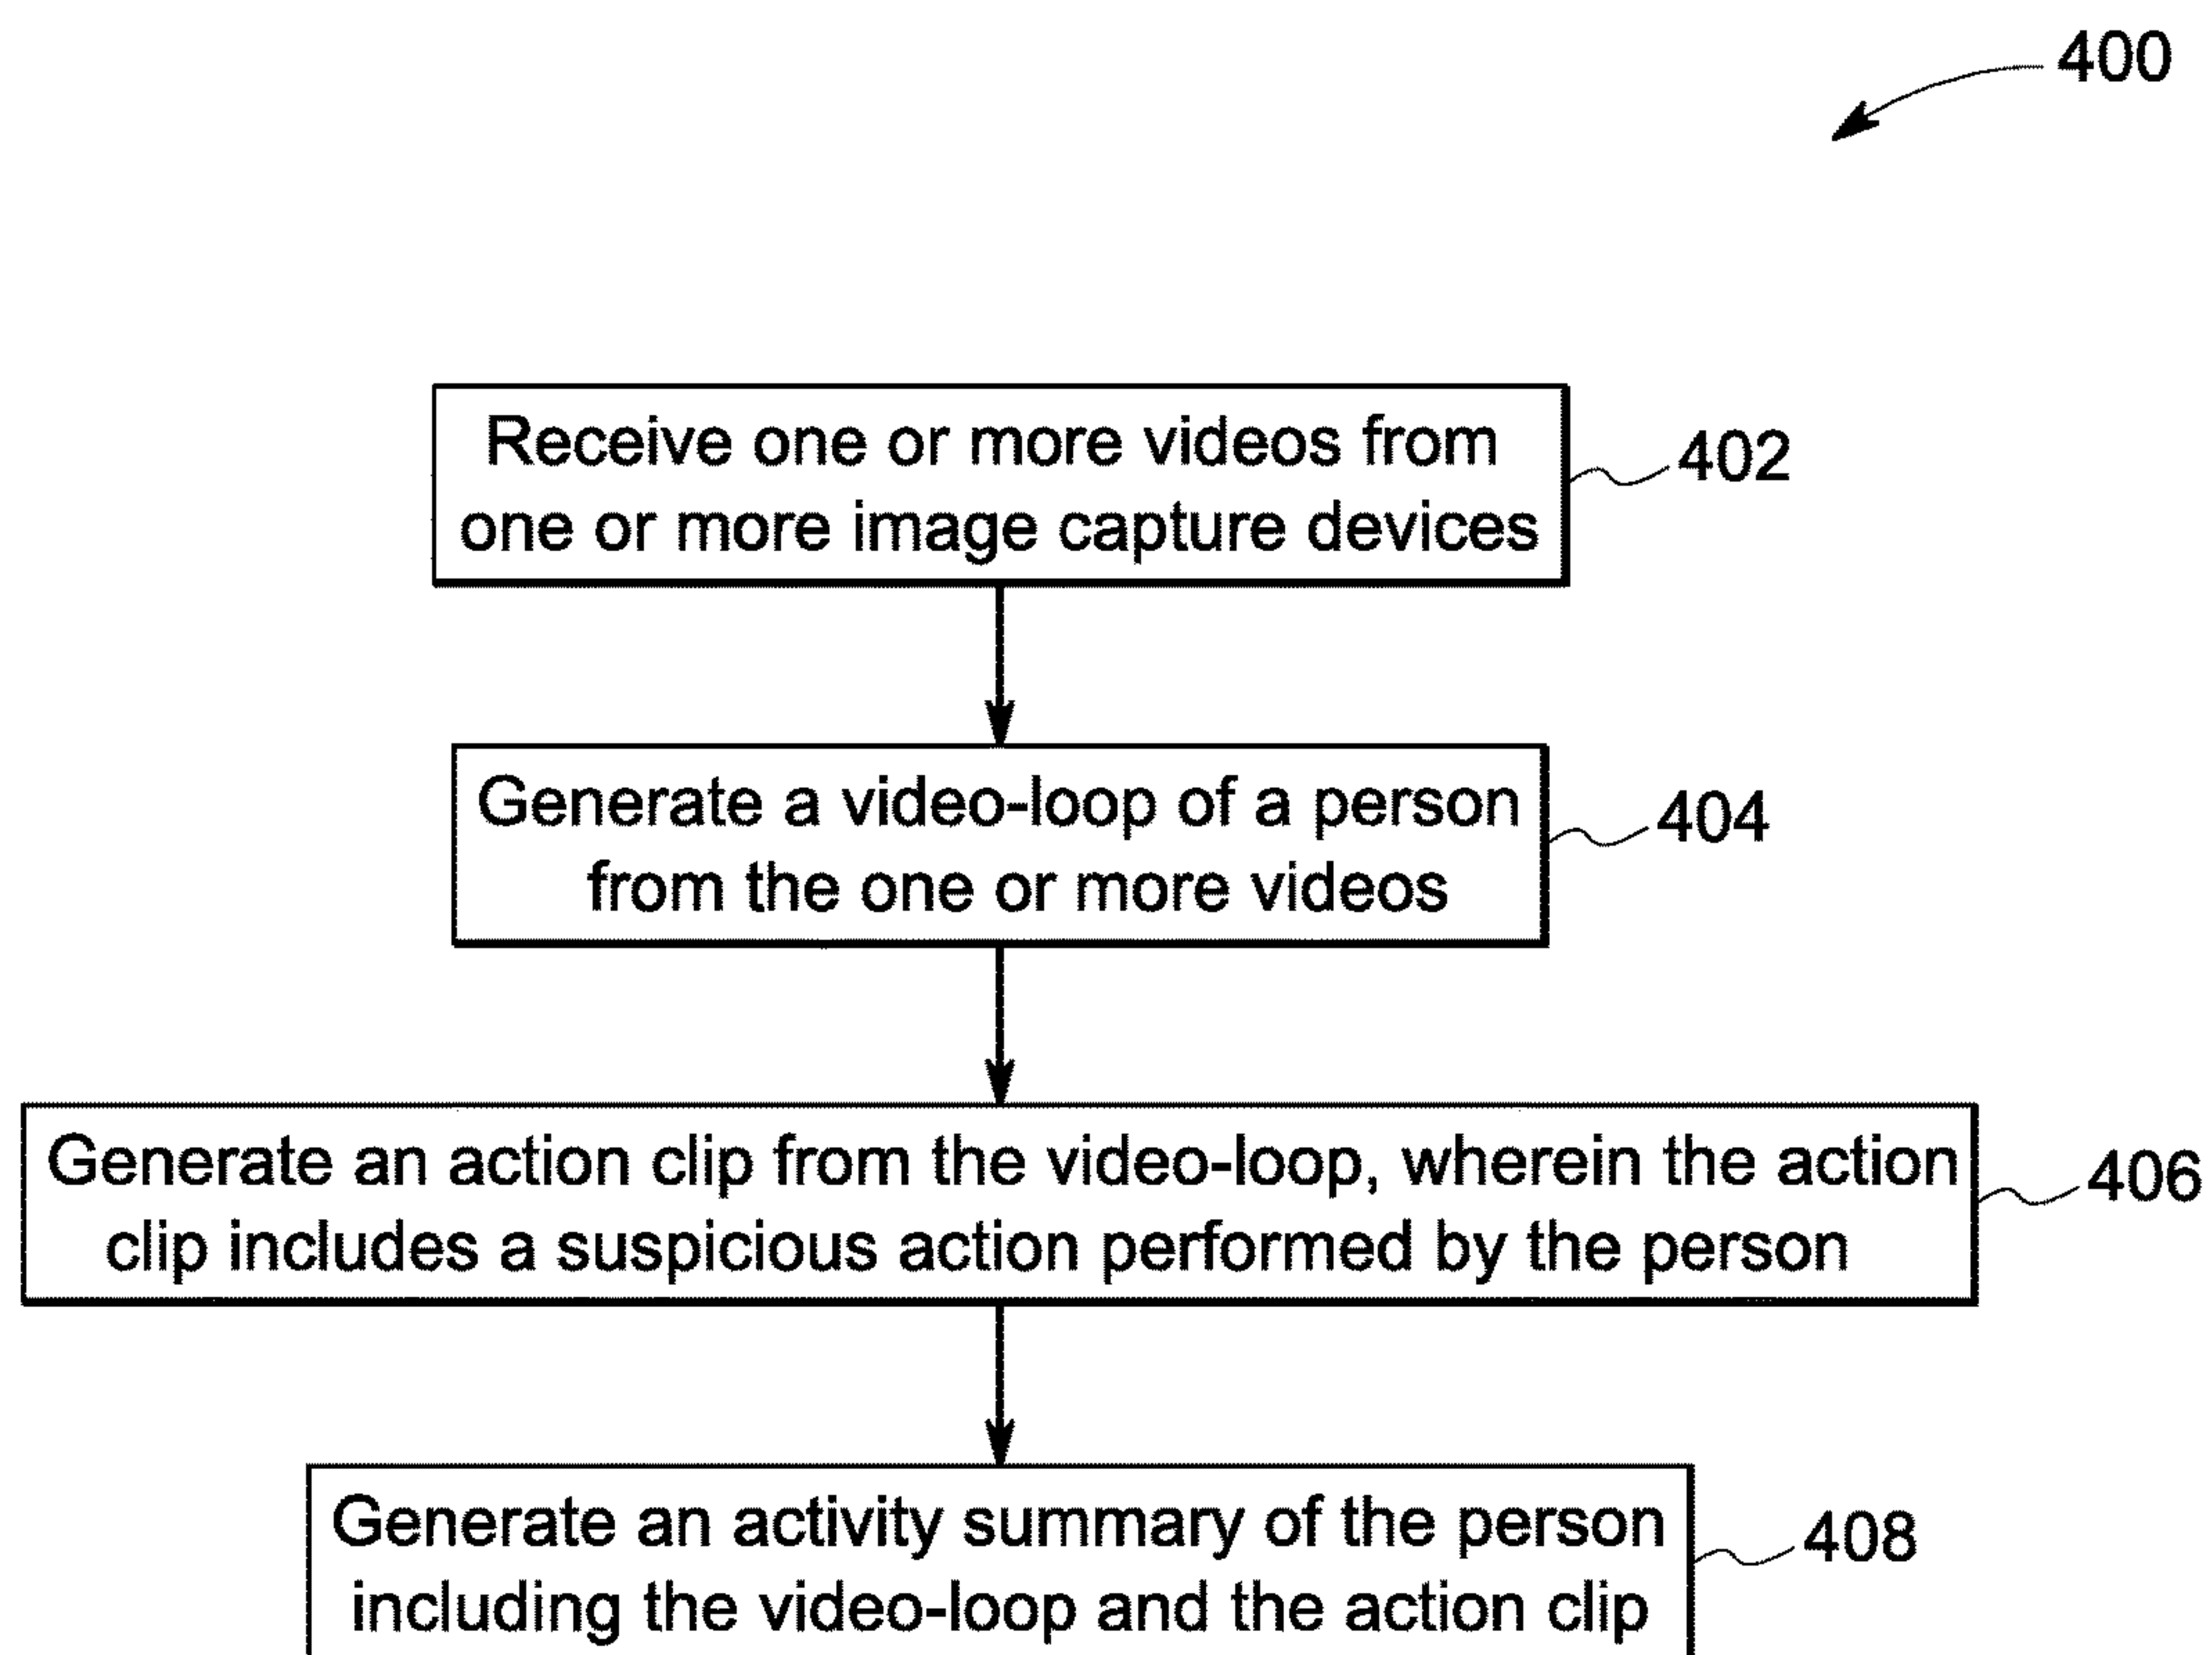 400
Receive one or more videos from
one or more image capture devices
402
Generate a video-loop of a person
from the one or more videos
404
Generate an action clip from the video-loop, wherein the action
clip includes a suspicious action performed by the person
406
Generate an activity summary of the person
including the video-loop and the action clip
408